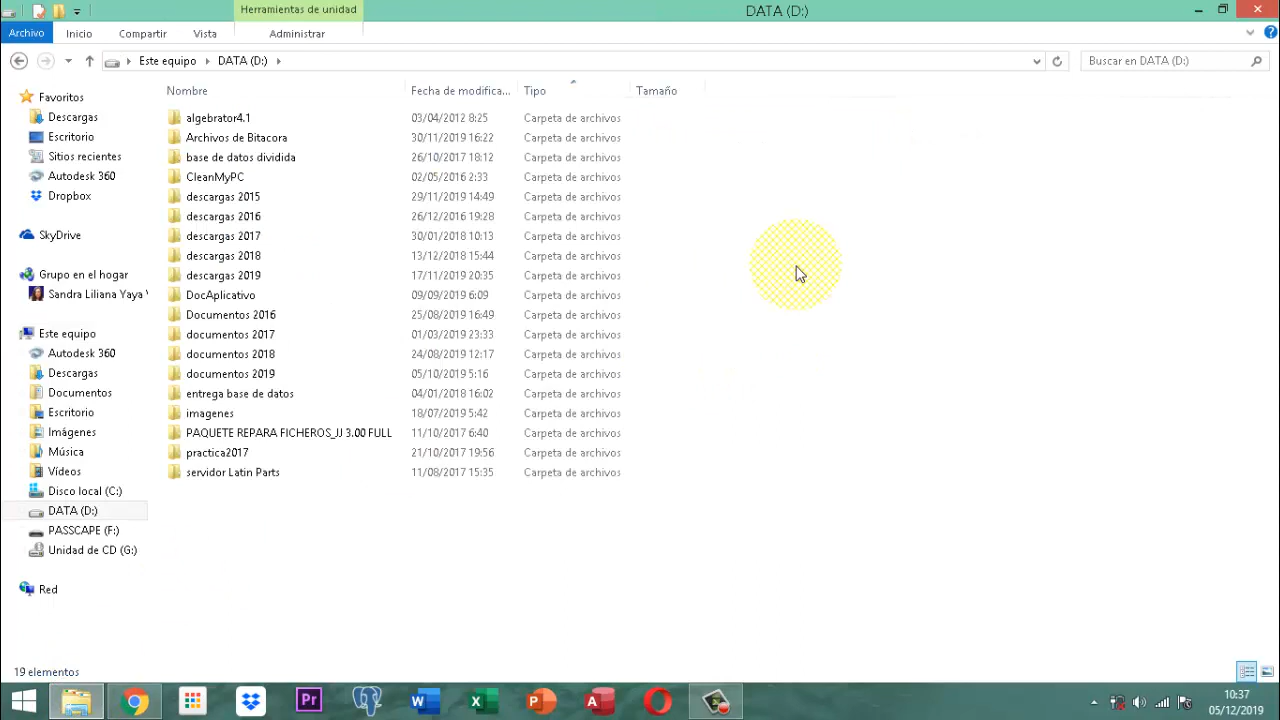 Herramientas de unidad
DATA (D:)
Archivo Inicio Compartir Vista Administrar
Este equipo DATA (D:) Buscar en DATA (D:)
Nombre Fecha de modifica... Tipo Tamaño
Favoritos
Descargas
Escritorio
Sitios recientes
Autodesk 360
Dropbox
SkyDrive
Grupo en el hogar
Sandra Liliana Yaya
Este equipo
Autodesk 360
Descargas
Documentos
Escritorio
Imágenes
Música
Vídeos
Disco local (C:)
DATA (D:)
PASSCAPE (F:)
Unidad de CD (G:)
Red
algebrator4.1 03/04/2012 8:25 Carpeta de archivos
Archivos de Bitacora 30/11/2019 16:22 Carpeta de archivos
base de datos dividida 26/10/2017 18:12 Carpeta de archivos
CleanMyPC 02/05/2016 2:33 Carpeta de archivos
descargas 2015 29/11/2019 14:49 Carpeta de archivos
descargas 2016 26/12/2016 19:28 Carpeta de archivos
descargas 2017 30/01/2018 10:13 Carpeta de archivos
descargas 2018 13/12/2018 15:44 Carpeta de archivos
descargas 2019 17/11/2019 20:35 Carpeta de archivos
DocAplicativo 09/09/2019 6:09 Carpeta de archivos
Documentos 2016 25/08/2019 16:49 Carpeta de archivos
documentos 2017 01/03/2019 23:33 Carpeta de archivos
documentos 2018 24/08/2019 12:17 Carpeta de archivos
documentos 2019 05/10/2019 5:16 Carpeta de archivos
entrega base de datos 04/01/2018 16:02 Carpeta de archivos
imagenes 18/07/2019 5:42 Carpeta de archivos
PAQUETE REPARA FICHEROS_JJ 3.00 FULL 11/10/2017 6:40 Carpeta de archivos
practica2017 21/10/2017 19:56 Carpeta de archivos
servidor Latin Parts 11/08/2017 15:35 Carpeta de archivos
19 elementos
10:37
05/12/2019